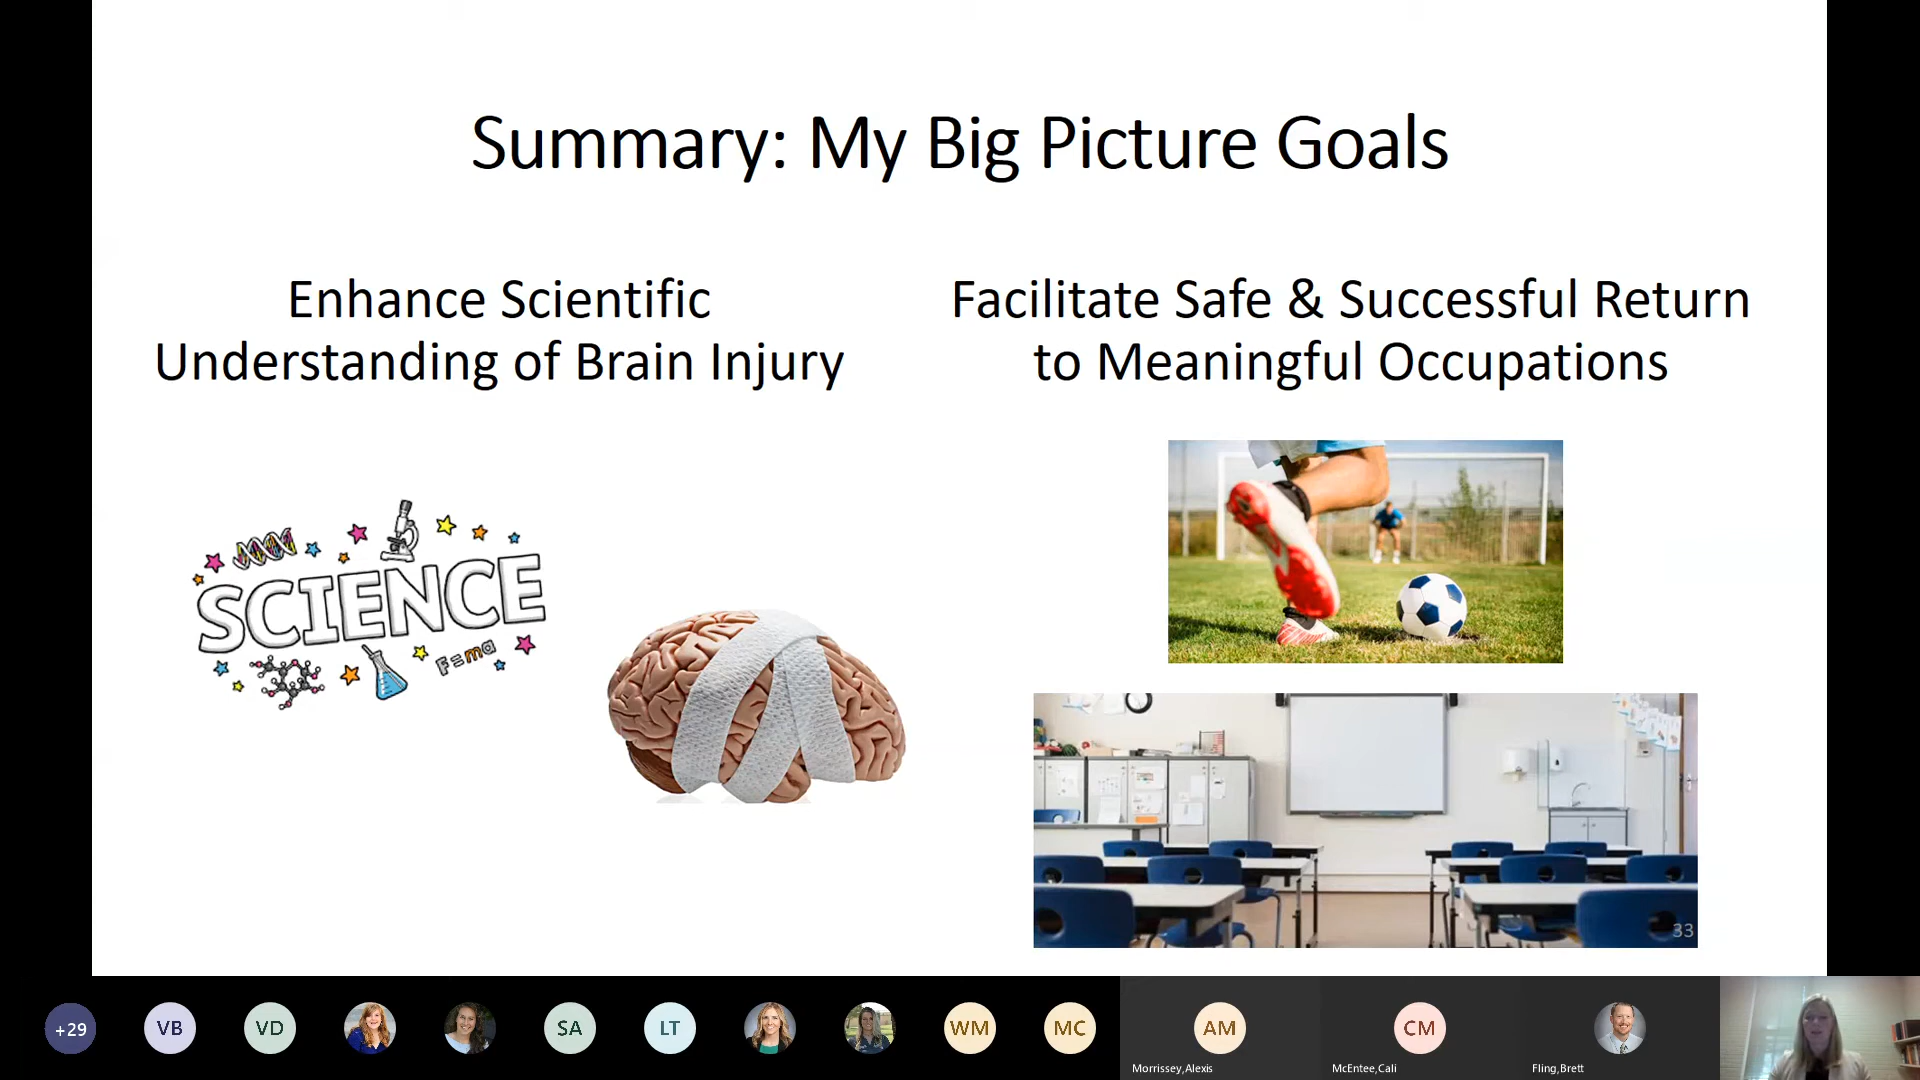 Summary: My Big Picture Goals
Enhance Scientific
Understanding of Brain Injury
Facilitate Safe & Successful Return
to Meaningful Occupations
SCIENCE
F=ma
33
+29
VB
VD
SA
LT
WM
MC
AM
CM
Morrissey,Alexis
McEntee,Cali
Fling,Brett